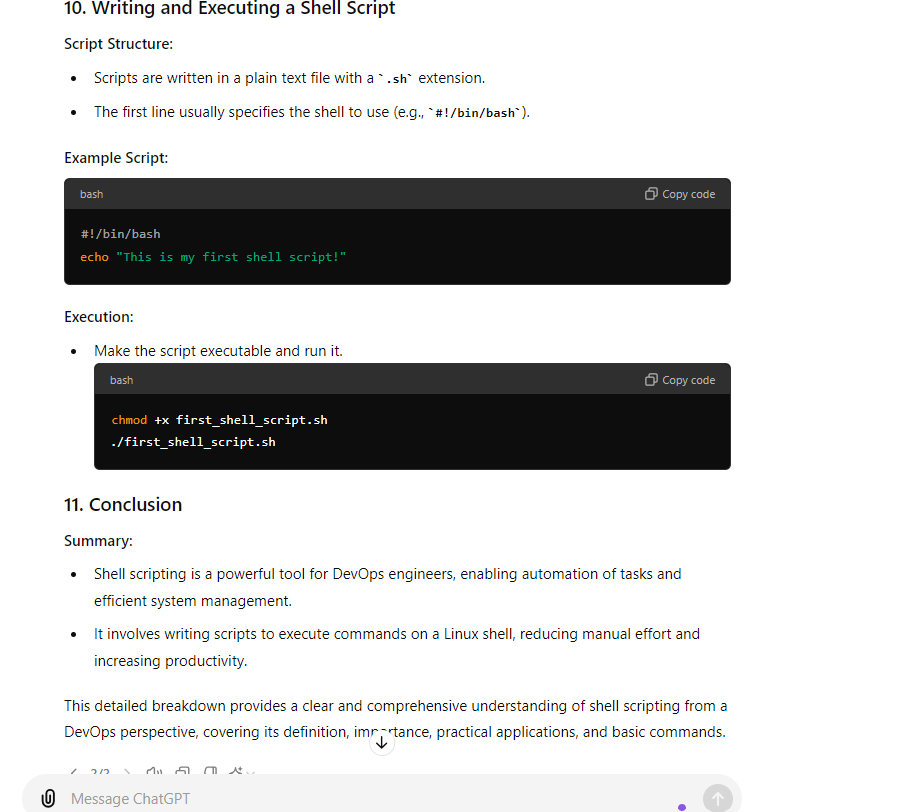 10. Writing and Executing a Shell Script
Script Structure:
Scripts are written in a plain text file with a `.sh` extension.
The first line usually specifies the shell to use (e.g., `#!/bin/bash`).
Example Script:
bash
Copy code
#!/bin/bash
echo "This is my first shell script!"
Execution:
Make the script executable and run it.
bash
Copy code
chmod +x first_shell_script.sh
./first_shell_script.sh
11. Conclusion
Summary:
Shell scripting is a powerful tool for DevOps engineers, enabling automation of tasks and
efficient system management.
It involves writing scripts to execute commands on a Linux shell, reducing manual effort and
increasing productivity.
This detailed breakdown provides a clear and comprehensive understanding of shell scripting from a
DevOps perspective, covering its definition, importance, practical applications, and basic commands.
2/2
Message ChatGPT